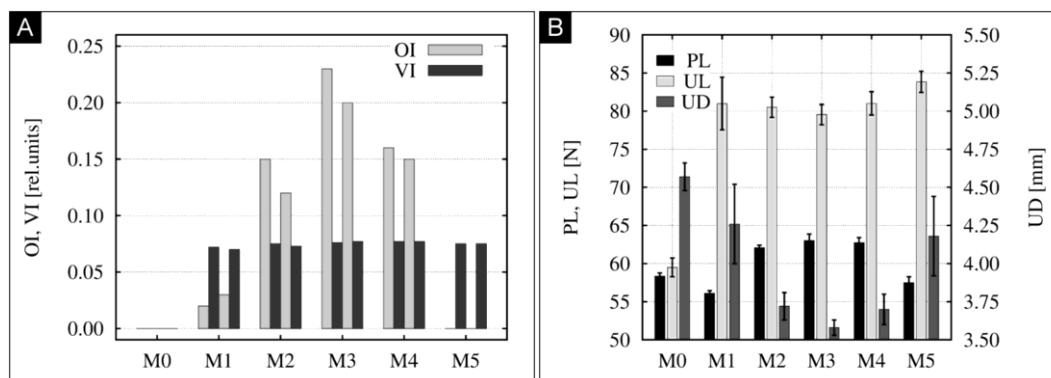 A
OI, VI [rel.units]
0.25
0.20
0.15
0.10
0.05
0.00
OI
VI
M0 M1 M2 M3 M4 M5
B
PL, UL [N]
90
85
80
75
70
65
60
55
50
PL
UL
UD
5.50
5.25
5.00
4.75
4.50
4.25
4.00
3.75
3.50
UD [mm]
M0 M1 M2 M3 M4 M5